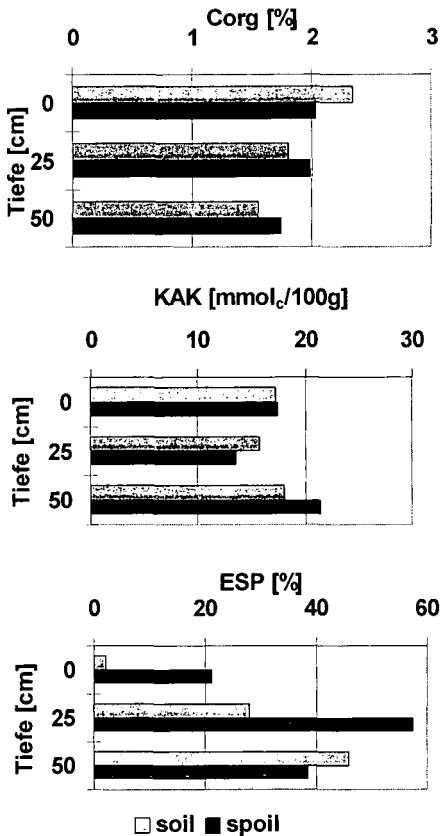 Corg [%]
0 1 2 3
Tiefe [cm]
0
25
50
KAK [mmolc/100g]
0 10 20 30
Tiefe [cm]
0
25
50
ESP [%]
0 20 40 60
Tiefe [cm]
0
25
50
soil spoil